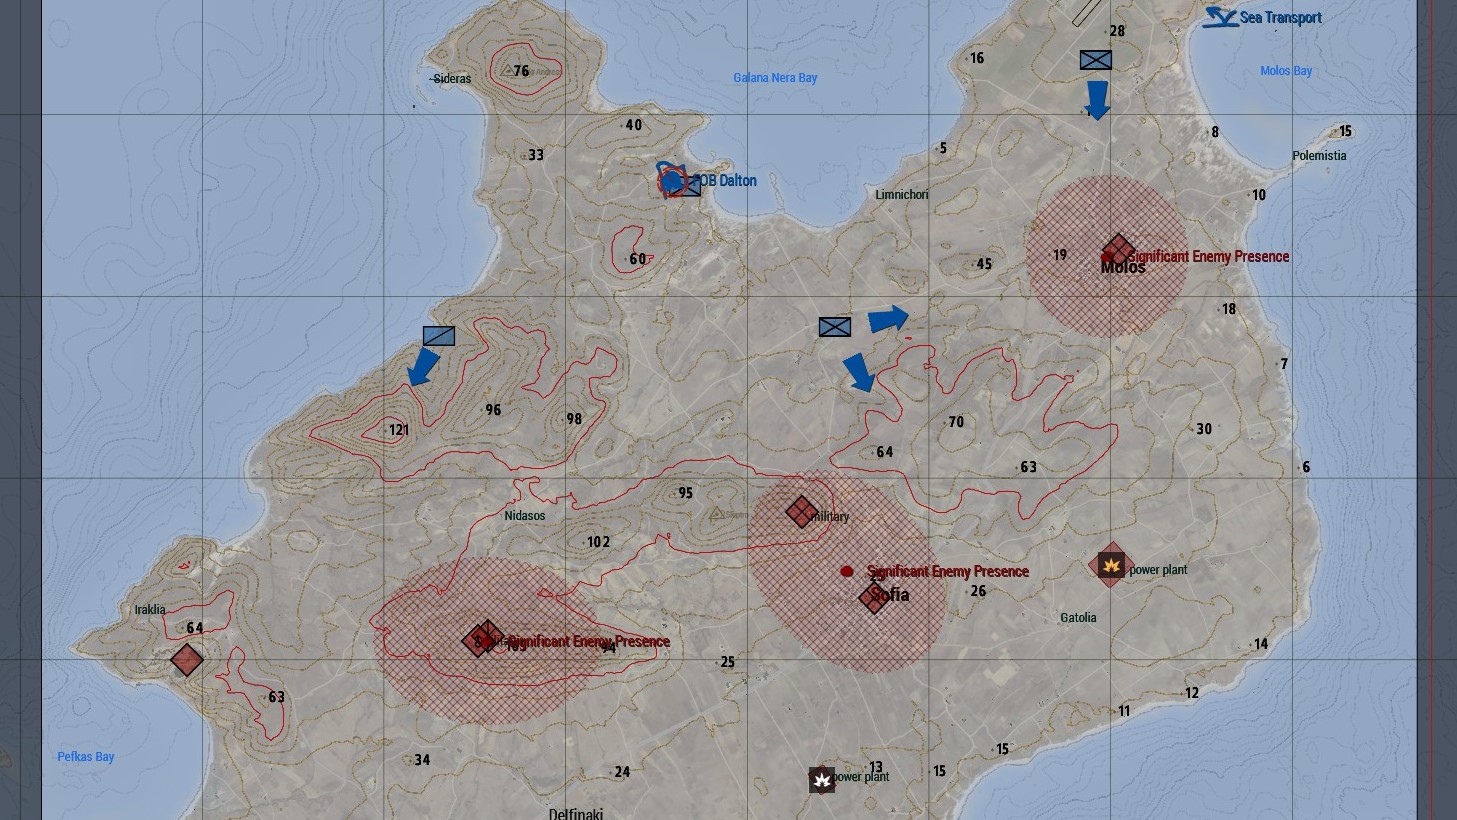 Sea Transport
28
16
76
Sideras
Galana Nera Bay
Molos Bay
40
33
5
8
15
Polemistia
FOB Dalton
Limnichori
10
60
45
19
Significant Enemy Presence
Molos
18
7
96
121
98
70
64
63
30
6
95
Nidasos
military
102
Significant Enemy Presence
Sofia
26
power plant
Gatolia
Iraklia
64
Significant Enemy Presence
103
94
25
14
63
12
11
Pefkas Bay
34
24
13
15
15
power plant
Delfinaki